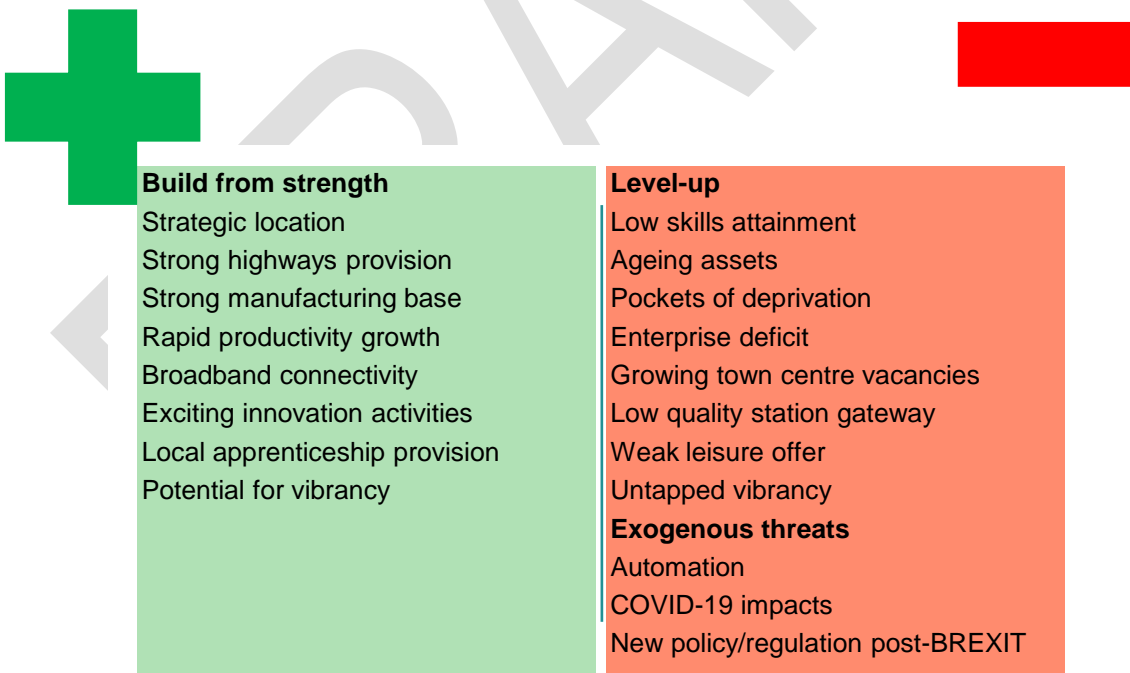 Build from strength
Strategic location
Strong highways provision
Strong manufacturing base
Rapid productivity growth
Broadband connectivity
Exciting innovation activities
Local apprenticeship provision
Potential for vibrancy
Level-up
Low skills attainment
Ageing assets
Pockets of deprivation
Enterprise deficit
Growing town centre vacancies
Low quality station gateway
Weak leisure offer
Untapped vibrancy
Exogenous threats
Automation
COVID-19 impacts
New policy/regulation post-BREXIT